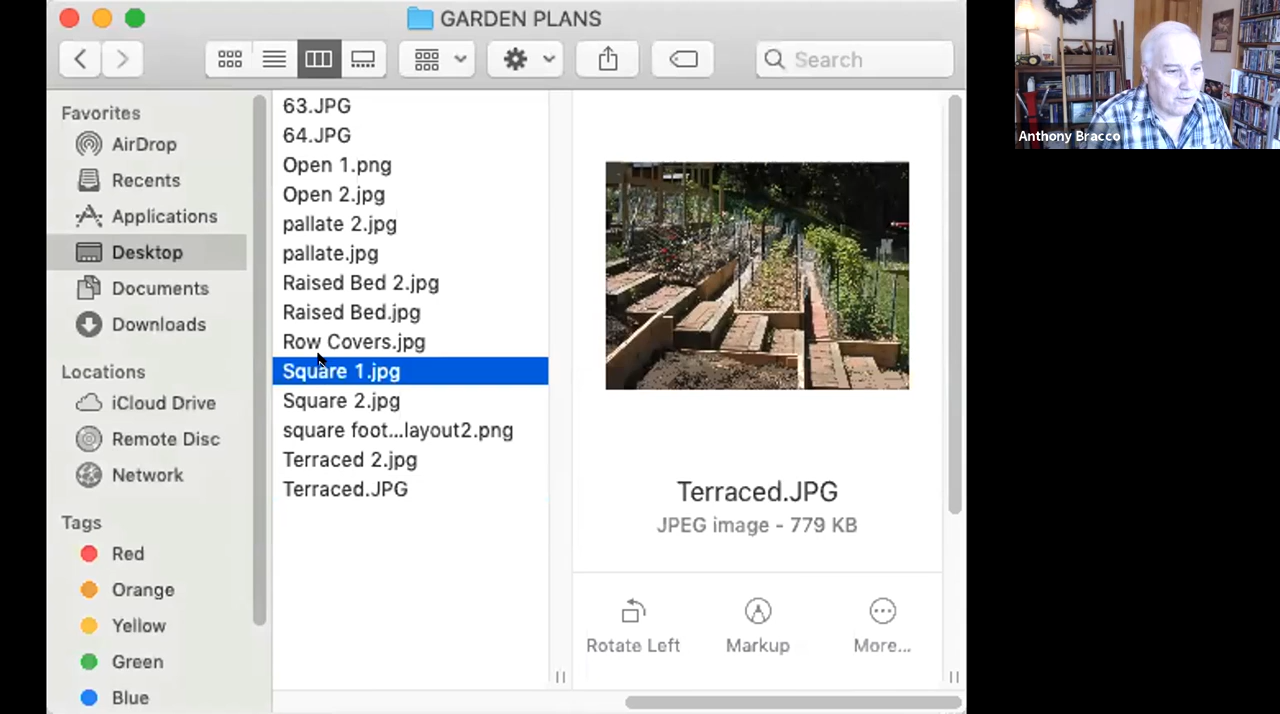 GARDEN PLANS
Search
Anthony Bracco
Favorites
AirDrop
Recents
Applications
Desktop
Documents
Downloads
Locations
iCloud Drive
Remote Disc
Network
Tags
Red
Orange
Yellow
Green
Blue
63.JPG
64.JPG
Open 1.png
Open 2.jpg
pallate 2.jpg
pallate.jpg
Raised Bed 2.jpg
Raised Bed.jpg
Row Covers.jpg
Square 1.jpg
Square 2.jpg
square foot...layout2.png
Terraced 2.jpg
Terraced.JPG
Terraced.JPG
JPEG image - 779 KB
Rotate Left
Markup
More...